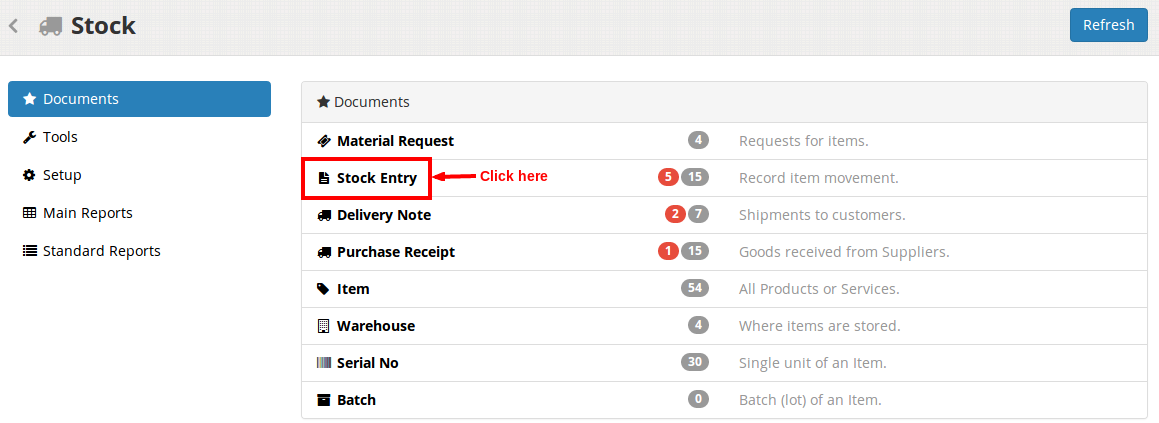 Stock
Refresh
Documents
Tools
Setup
Main Reports
Standard Reports
Documents
Material Request 4 Requests for items.
Stock Entry Click here 5 15 Record item movement.
Delivery Note 2 7 Shipments to customers.
Purchase Receipt 1 15 Goods received from Suppliers.
Item 54 All Products or Services.
Warehouse 4 Where items are stored.
Serial No 30 Single unit of an Item.
Batch 0 Batch (lot) of an Item.